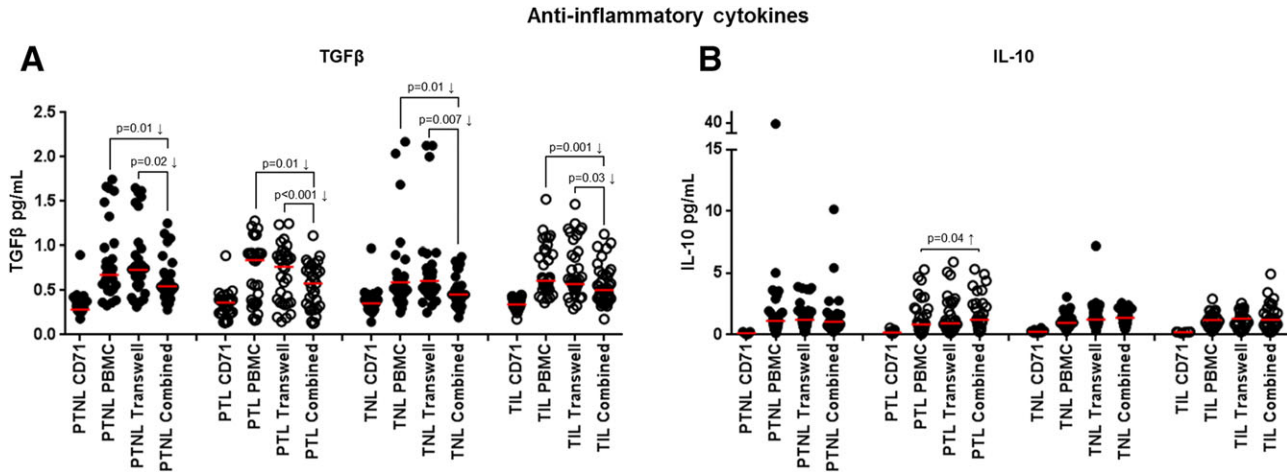 Anti-inflammatory cytokines
A
TGFβ
TGFβ pg/mL
2.5
2.0
1.5
1.0
0.5
0.0
p=0.01 ↓
p=0.02 ↓
p=0.01 ↓
p<0.001 ↓
p=0.01 ↓
p=0.007 ↓
p=0.001 ↓
p=0.03 ↓
PTNL CD71
PTNL PBMC
PTNL Transwell
PTNL Combined
PTL CD71
PTL PBMC
PTL Transwell
PTL Combined
TNL CD71
TNL PBMC
TNL Transwell
TNL Combined
TIL CD71
TIL PBMC
TIL Transwell
TIL Combined
B
IL-10
IL-10 pg/mL
40
15
10
5
0
p=0.04 ↑
PTNL CD71
PTNL PBMC
PTNL Transwell
PTNL Combined
PTL CD71
PTL PBMC
PTL Transwell
PTL Combined
TNL CD71
TNL PBMC
TNL Transwell
TNL Combined
TIL CD71
TIL PBMC
TIL Transwell
TIL Combined